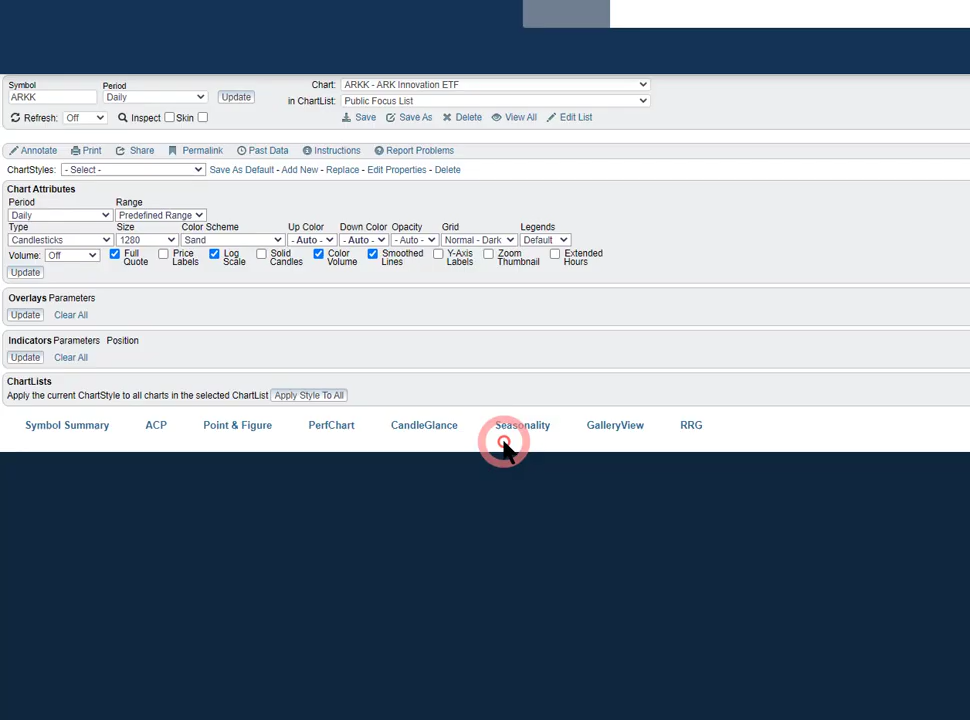 Symbol Period Chart: ARKK - ARK Innovation ETF
ARKK Daily Update in ChartList: Public Focus List
Refresh: Off Inspect Skin Save Save As Delete View All Edit List
Annotate Print Share Permalink Past Data Instructions Report Problems
ChartStyles: - Select - Save As Default - Add New - Replace - Edit Properties - Delete
Chart Attributes
Period Range
Daily Predefined Range
Type Size Color Scheme Up Color Down Color Opacity Grid Legends
Candlesticks 1280 Sand - Auto - - Auto - - Auto - Normal - Dark Default
Volume: Off Full Quote Price Labels Log Scale Solid Candles Color Volume Smoothed Lines Y-Axis Labels Zoom Thumbnail Extended Hours
Update
Overlays Parameters
Update Clear All
Indicators Parameters Position
Update Clear All
ChartLists
Apply the current ChartStyle to all charts in the selected ChartList Apply Style To All
Symbol Summary ACP Point & Figure PerfChart CandleGlance Seasonality GalleryView RRG